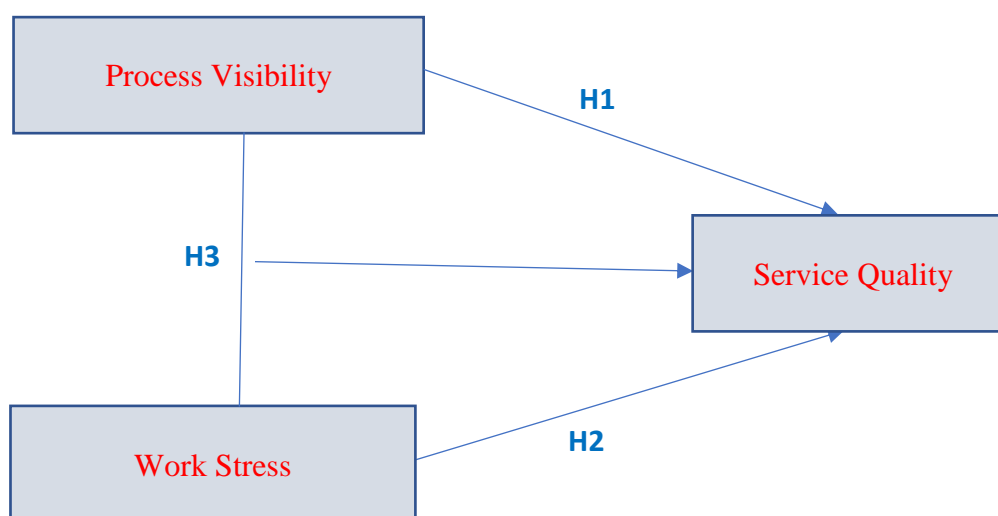 Process Visibility
H1
H3
Service Quality
H2
Work Stress